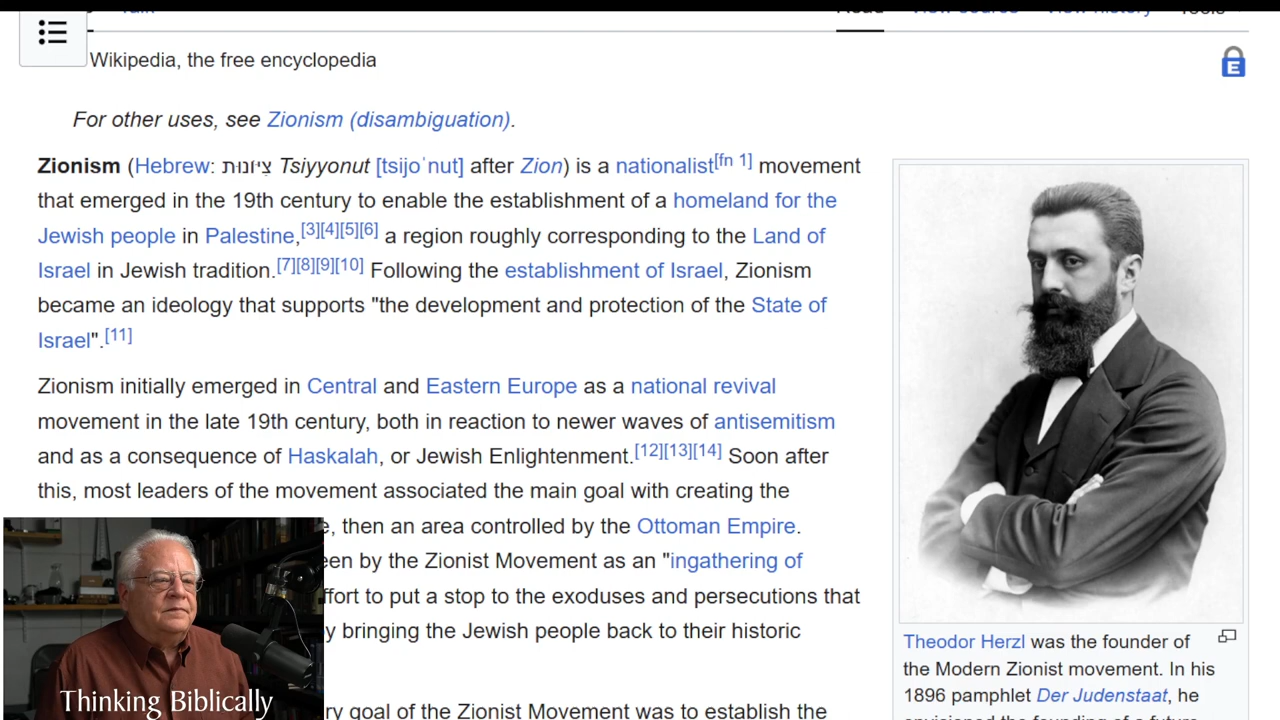 Wikipedia, the free encyclopedia
E
For other uses, see Zionism (disambiguation).
Zionism (Hebrew: צִיּוֹנוּת Tsiyyonut [tsijoˈnut] after Zion) is a nationalist[fn 1] movement
that emerged in the 19th century to enable the establishment of a homeland for the
Jewish people in Palestine,[3][4][5][6] a region roughly corresponding to the Land of
Israel in Jewish tradition.[7][8][9][10] Following the establishment of Israel, Zionism
became an ideology that supports "the development and protection of the State of
Israel".[11]
Zionism initially emerged in Central and Eastern Europe as a national revival
movement in the late 19th century, both in reaction to newer waves of antisemitism
and as a consequence of Haskalah, or Jewish Enlightenment.[12][13][14] Soon after
this, most leaders of the movement associated the main goal with creating the
, then an area controlled by the Ottoman Empire.
by the Zionist Movement as an "ingathering of
to put a stop to the exoduses and persecutions that
bringing the Jewish people back to their historic
goal of the Zionist Movement was to establish the
Theodor Herzl was the founder of
the Modern Zionist movement. In his
1896 pamphlet Der Judenstaat, he
Thinking Biblically